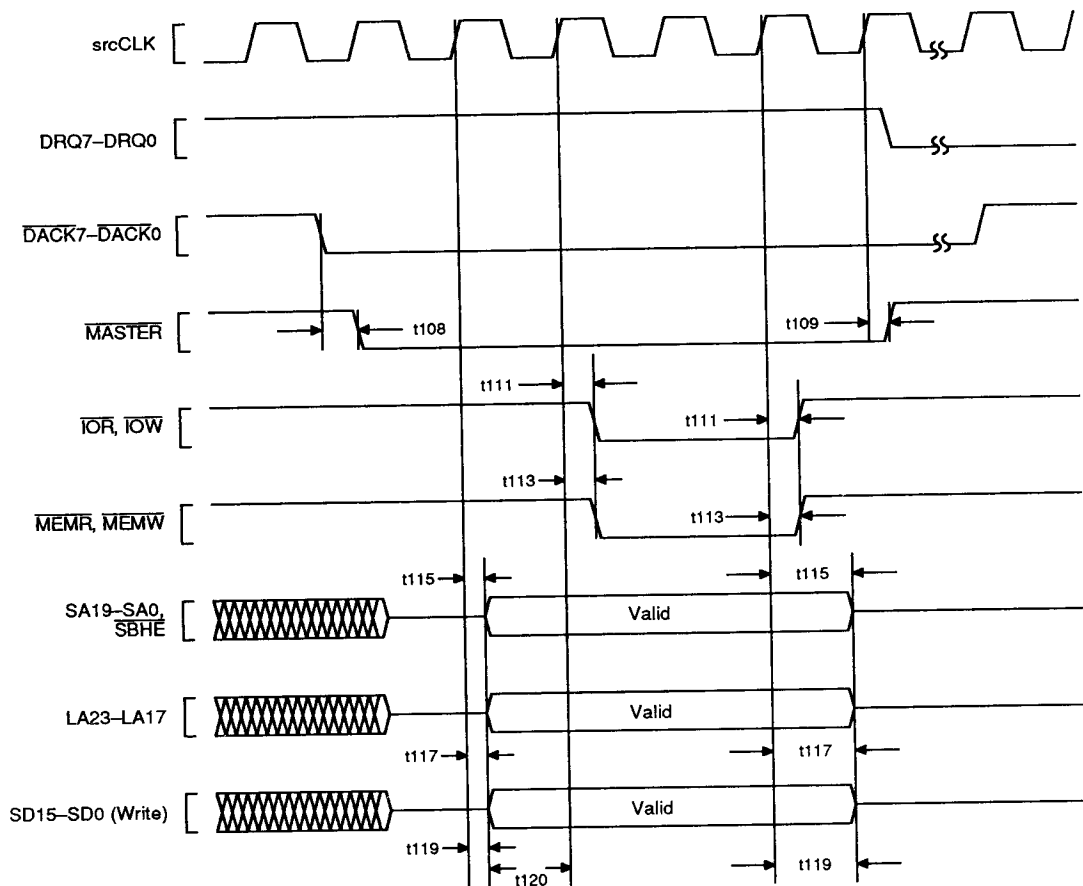 srcCLK
DRQ7–DRQ0
DACK7–DACK0
MASTER
t108
t109
t111
IOR, IOW
t111
t113
MEMR, MEMW
t113
t115
t115
SA19–SA0,
SBHE
Valid
LA23–LA17
Valid
t117
t117
SD15–SD0 (Write)
Valid
t119
t119
t120